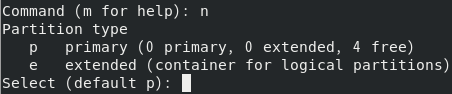 Command (m for help): n
Partition type
   p   primary (0 primary, 0 extended, 4 free)
   e   extended (container for logical partitions)
Select (default p):